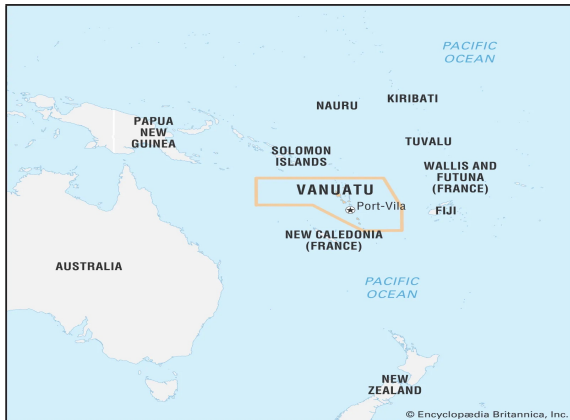 PACIFIC
OCEAN
NAURU
KIRIBATI
PAPUA
NEW
GUINEA
SOLOMON
ISLANDS
TUVALU
WALLIS AND
FUTUNA
(FRANCE)
VANUATU
Port-Vila
FIJI
NEW CALEDONIA
(FRANCE)
AUSTRALIA
PACIFIC
OCEAN
NEW
ZEALAND
© Encyclopædia Britannica, Inc.